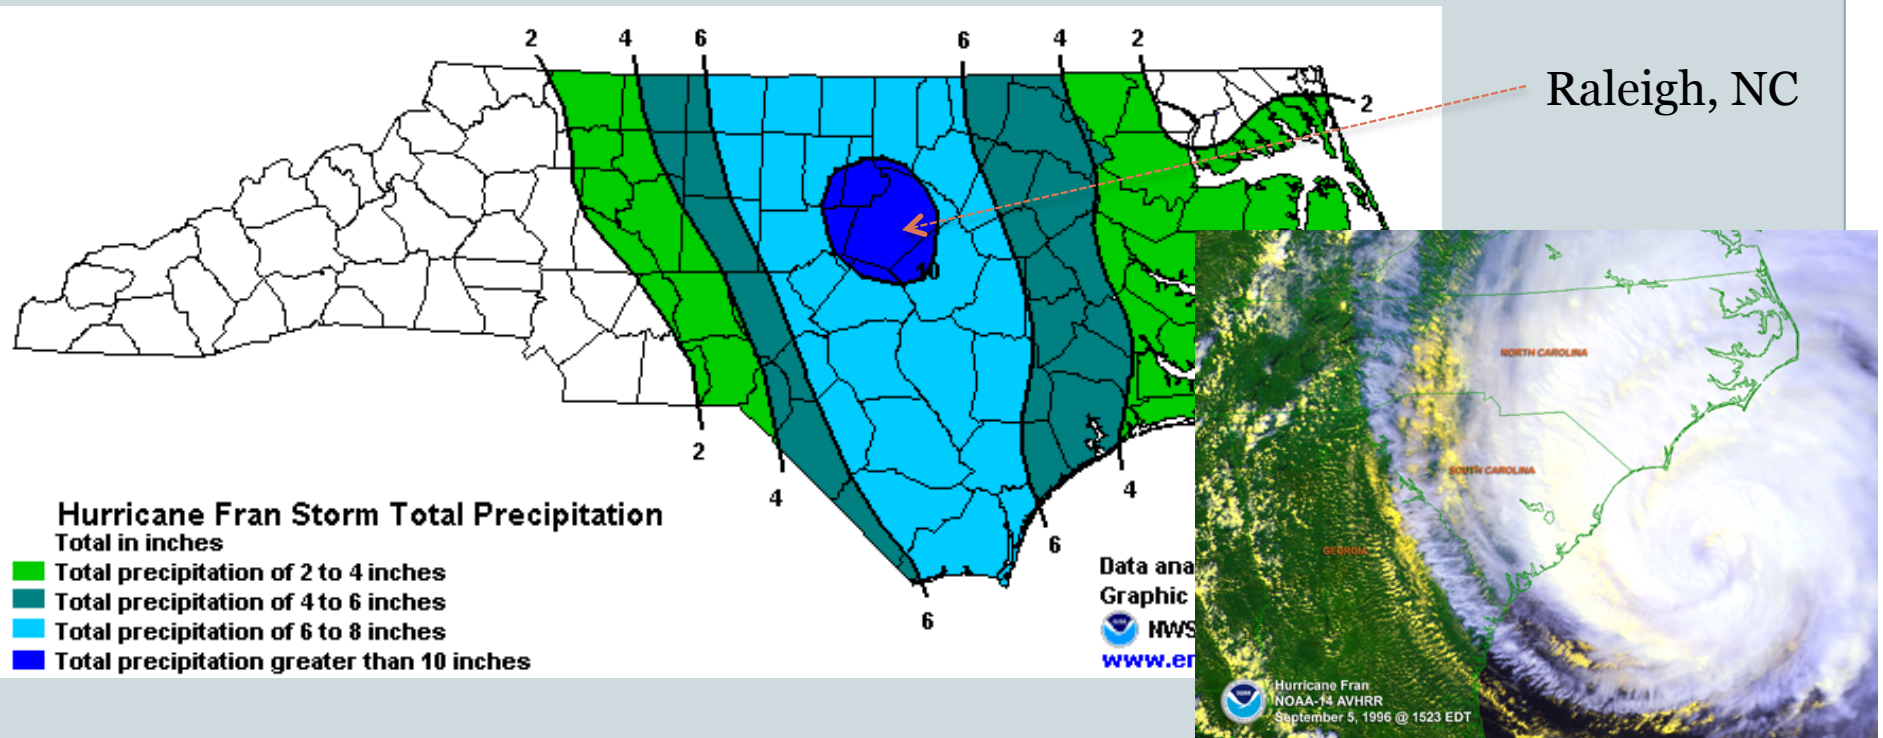 2 4 6 6 4 2
Raleigh, NC
2
10
2
4
4
6
6
Hurricane Fran Storm Total Precipitation
Total in inches
Total precipitation of 2 to 4 inches
Total precipitation of 4 to 6 inches
Total precipitation of 6 to 8 inches
Total precipitation greater than 10 inches
Data ana
Graphic
NWS
www.er
NORTH CAROLINA
SOUTH CAROLINA
GEORGIA
Hurricane Fran
NOAA-14 AVHRR
September 5, 1996 @ 1523 EDT